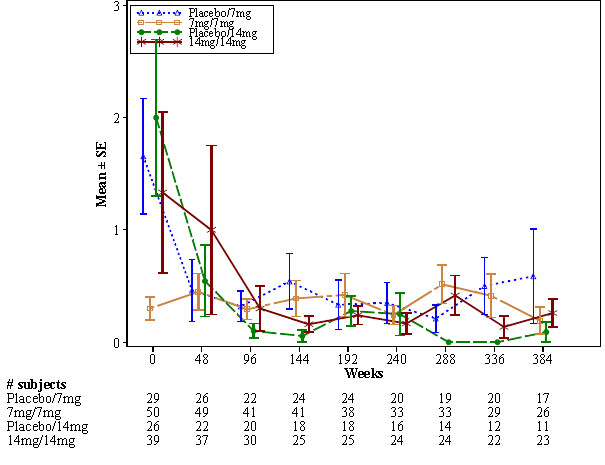 3
Placebo/7mg
7mg/7mg
Placebo/14mg
14mg/14mg
2
Mean ± SE
1
0
0 48 96 144 192 240 288 336 384
Weeks
# subjects
Placebo/7mg 29 26 22 24 24 20 19 20 17
7mg/7mg 50 49 41 41 38 33 33 29 26
Placebo/14mg 26 22 20 18 18 16 14 12 11
14mg/14mg 39 37 30 25 25 24 24 22 23